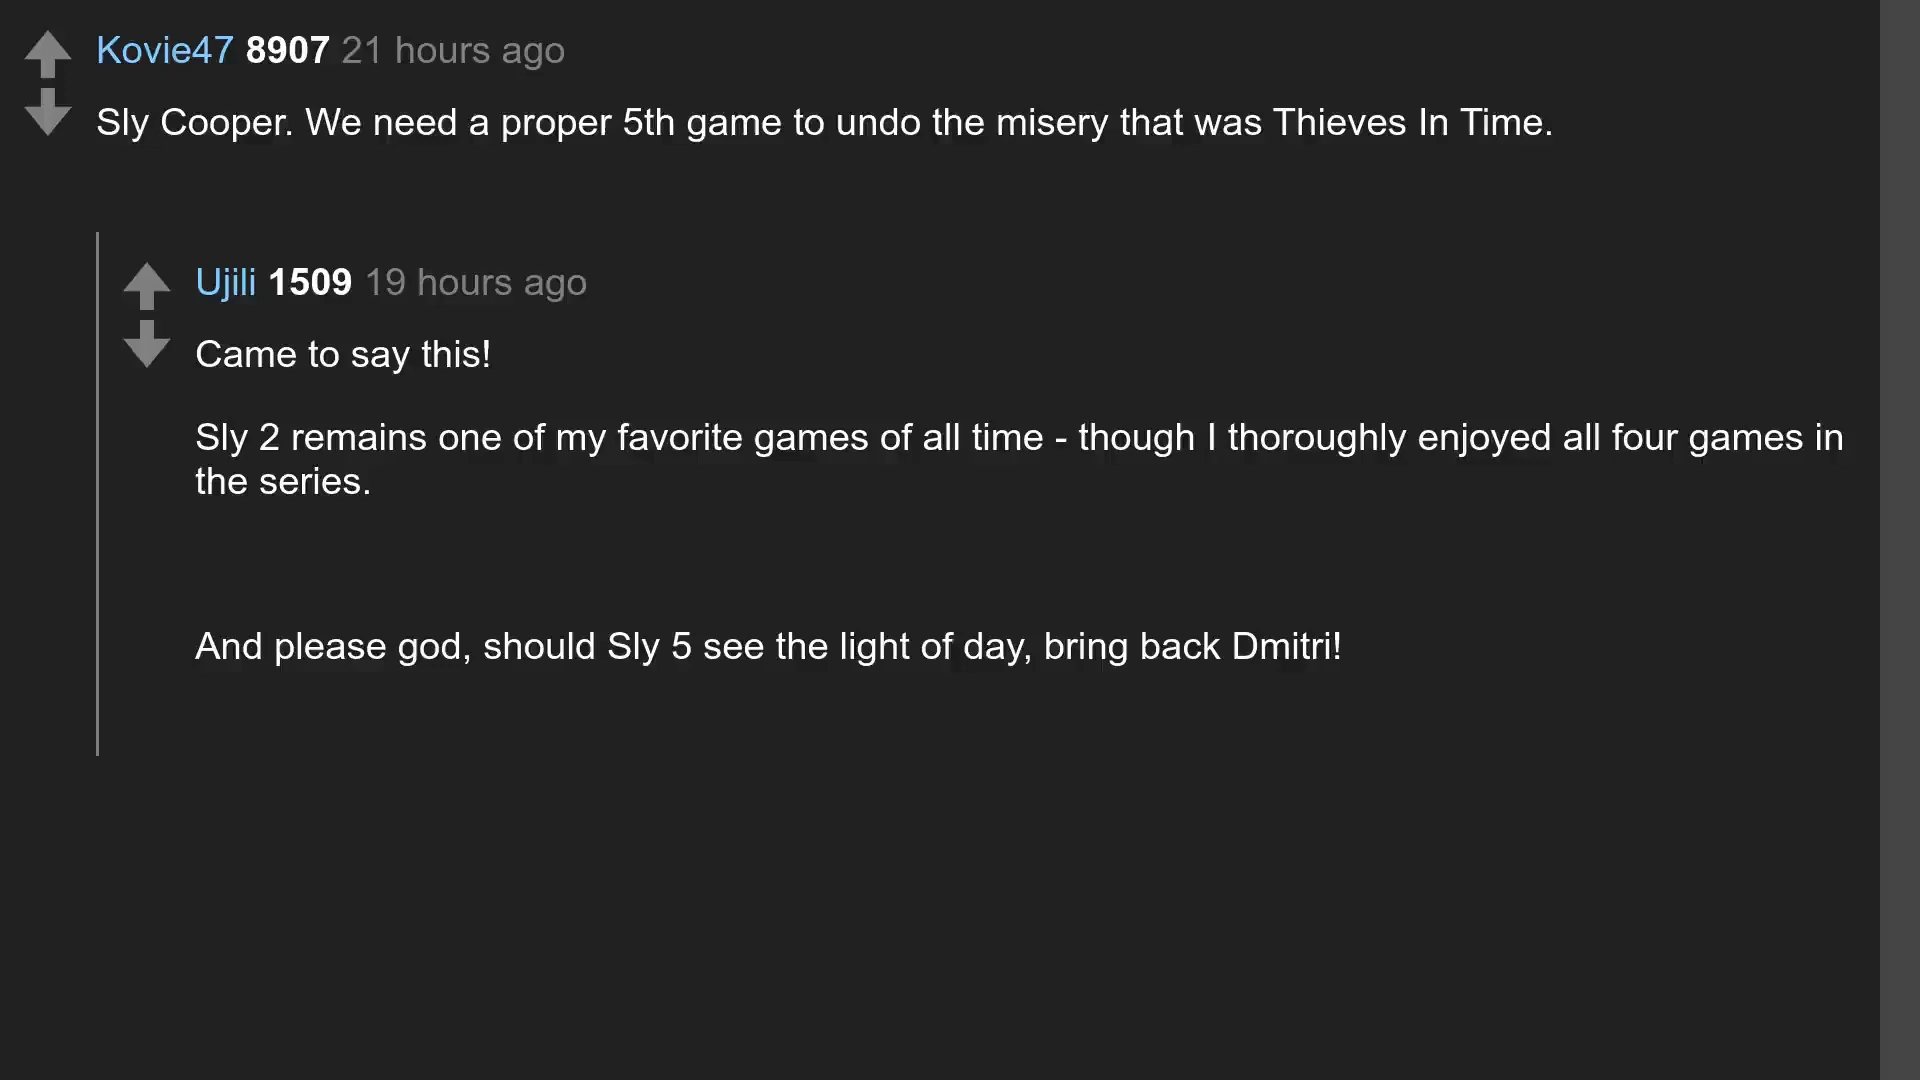 Kovie47 8907 21 hours ago
Sly Cooper. We need a proper 5th game to undo the misery that was Thieves In Time.
Ujili 1509 19 hours ago
Came to say this!
Sly 2 remains one of my favorite games of all time - though I thoroughly enjoyed all four games in
the series.
And please god, should Sly 5 see the light of day, bring back Dmitri!